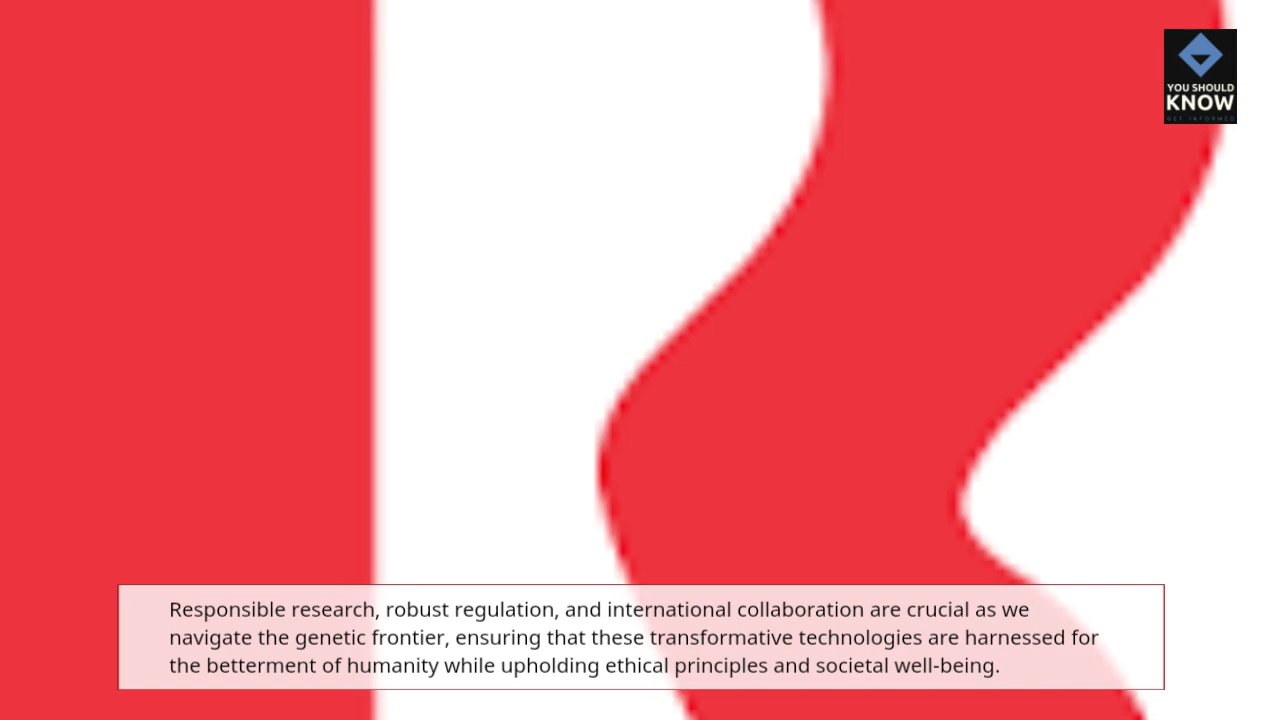 YOU SHOULD
KNOW
GET INFORMED
Responsible research, robust regulation, and international collaboration are crucial as we
navigate the genetic frontier, ensuring that these transformative technologies are harnessed for
the betterment of humanity while upholding ethical principles and societal well-being.